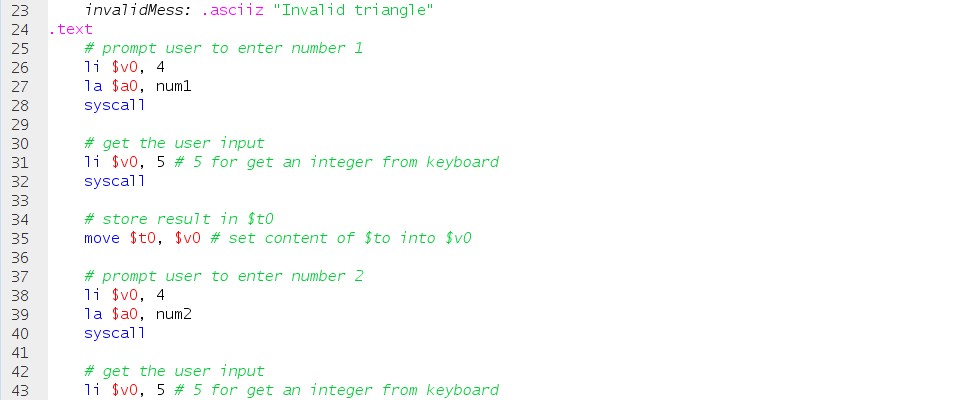 23 invalidMess: .asciiz "Invalid triangle"
24 .text
25 # prompt user to enter number 1
26 li $v0, 4
27 la $a0, num1
28 syscall
29
30 # get the user input
31 li $v0, 5 # 5 for get an integer from keyboard
32 syscall
33
34 # store result in $t0
35 move $t0, $v0 # set content of $to into $v0
36
37 # prompt user to enter number 2
38 li $v0, 4
39 la $a0, num2
40 syscall
41
42 # get the user input
43 li $v0, 5 # 5 for get an integer from keyboard